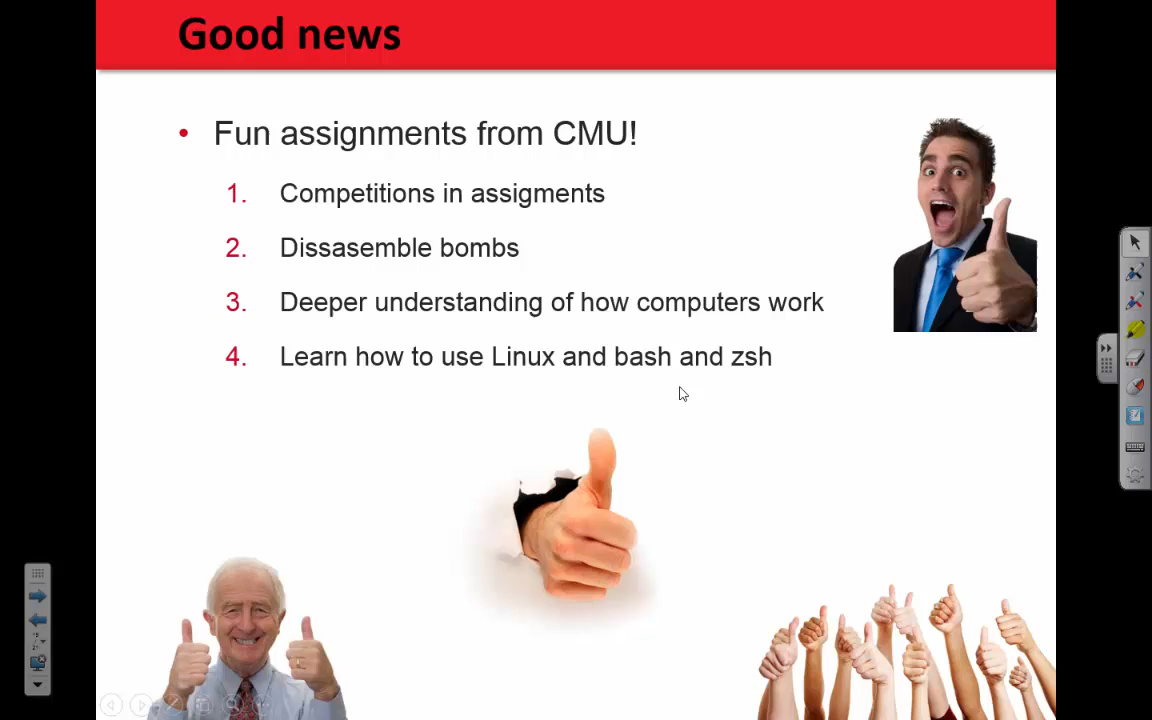 Good news
• Fun assignments from CMU!
1. Competitions in assigments
2. Dissasemble bombs
3. Deeper understanding of how computers work
4. Learn how to use Linux and bash and zsh